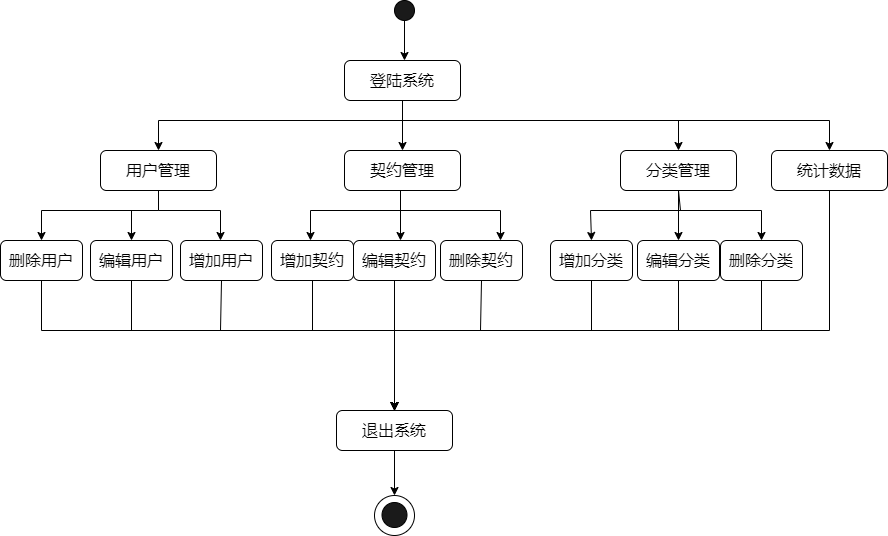 登陆系统
用户管理
契约管理
分类管理
统计数据
删除用户
编辑用户
增加用户
增加契约
编辑契约
删除契约
增加分类
编辑分类
删除分类
退出系统